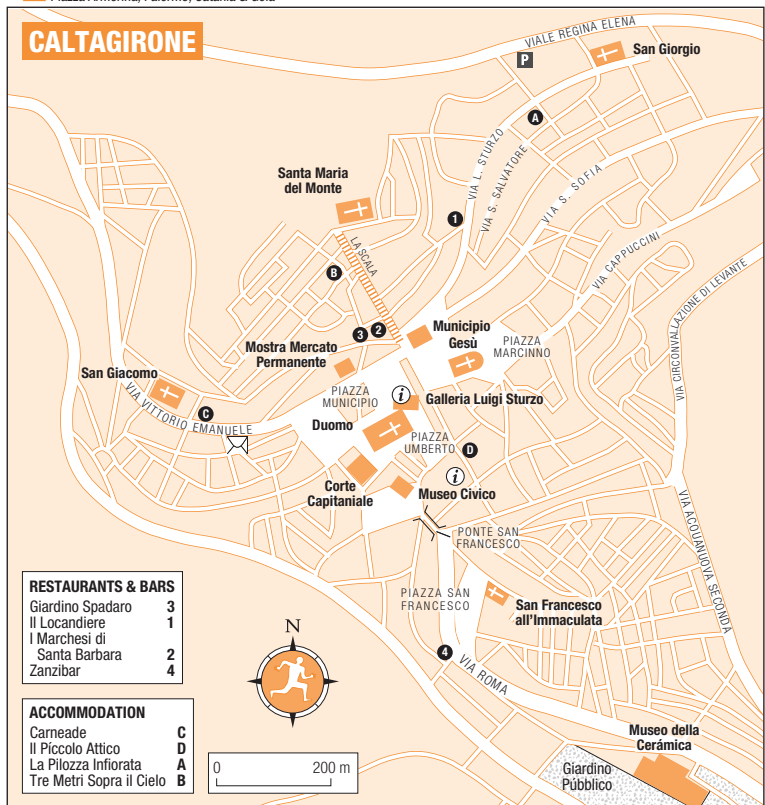 CALTAGIRONE
VIALE REGINA ELENA
P
San Giorgio
A
VIA L. STURZO
VIA S. SALVATORE
VIA S. SOFIA
Santa Maria
del Monte
1
VIA CAPPUCCINI
LA SCALA
B
VIA CIRCONVALLAZIONE DI LEVANTE
3
2
Municipio
Gesù
PIAZZA
MARCINNO
Mostra Mercato
Permanente
San Giacomo
PIAZZA
MUNICIPIO
i
Galleria Luigi Sturzo
C
VIA VITTORIO EMANUELE
Duomo
PIAZZA
UMBERTO
D
i
Corte
Capitaniale
Museo Civico
VIA ACQUANUOVA SECONDA
PONTE SAN
FRANCESCO
PIAZZA SAN
FRANCESCO
San Francesco
all'Immaculata
4
VIA ROMA
RESTAURANTS & BARS
Giardino Spadaro 3
Il Locandiere 1
I Marchesi di
Santa Barbara 2
Zanzibar 4
N
ACCOMMODATION
Carneade C
Il Píccolo Attico D
La Pilozza Infiorata A
Tre Metri Sopra il Cielo B
0 200 m
Museo della
Cerámica
Giardino
Púbblico